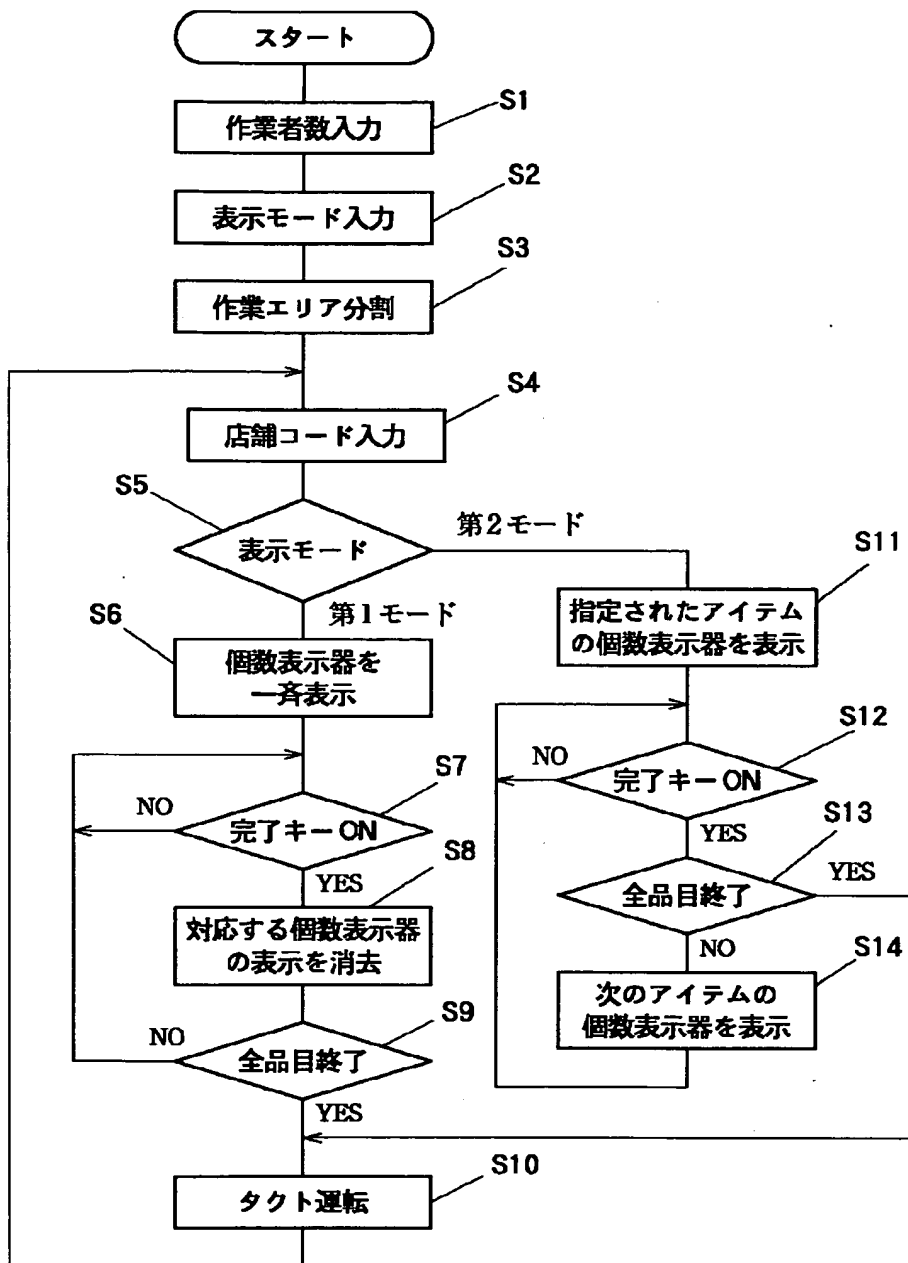 スタート
S1
作業者数入力
S2
表示モード入力
S3
作業エリア分割
S4
店舗コード入力
S5
表示モード
第2モード
第1モード
S6
個数表示器を
一斉表示
S7
完了キーON
NO
YES
S8
対応する個数表示器
の表示を消去
S9
全品目終了
NO
YES
S10
タクト運転
S11
指定されたアイテム
の個数表示器を表示
S12
完了キーON
NO
YES
S13
全品目終了
YES
NO
S14
次のアイテムの
個数表示器を表示